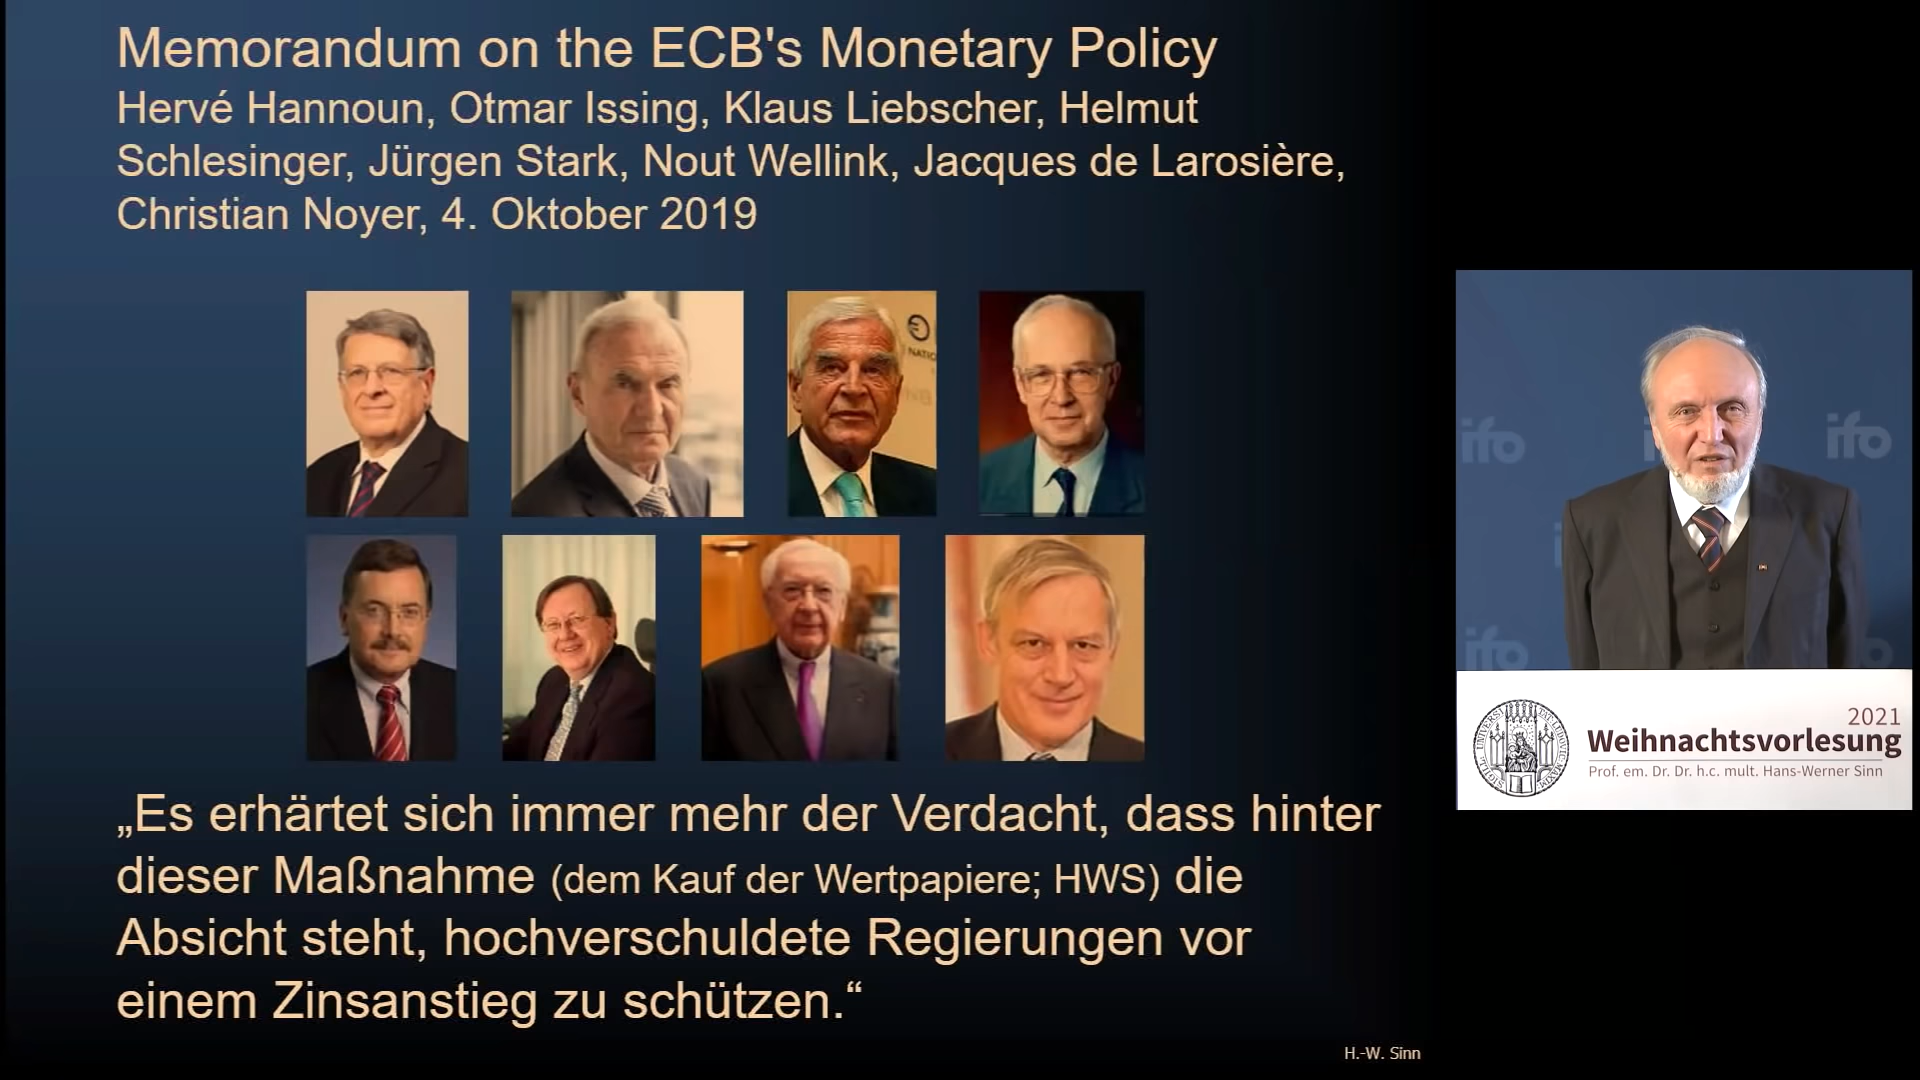 Memorandum on the ECB's Monetary Policy
Hervé Hannoun, Otmar Issing, Klaus Liebscher, Helmut
Schlesinger, Jürgen Stark, Nout Wellink, Jacques de Larosière,
Christian Noyer, 4. Oktober 2019
„Es erhärtet sich immer mehr der Verdacht, dass hinter
dieser Maßnahme (dem Kauf der Wertpapiere; HWS) die
Absicht steht, hochverschuldete Regierungen vor
einem Zinsanstieg zu schützen.“
H.-W. Sinn
ifo
ifo
ifo
2021
Weihnachtsvorlesung
Prof. em. Dr. Dr. h.c. mult. Hans-Werner Sinn